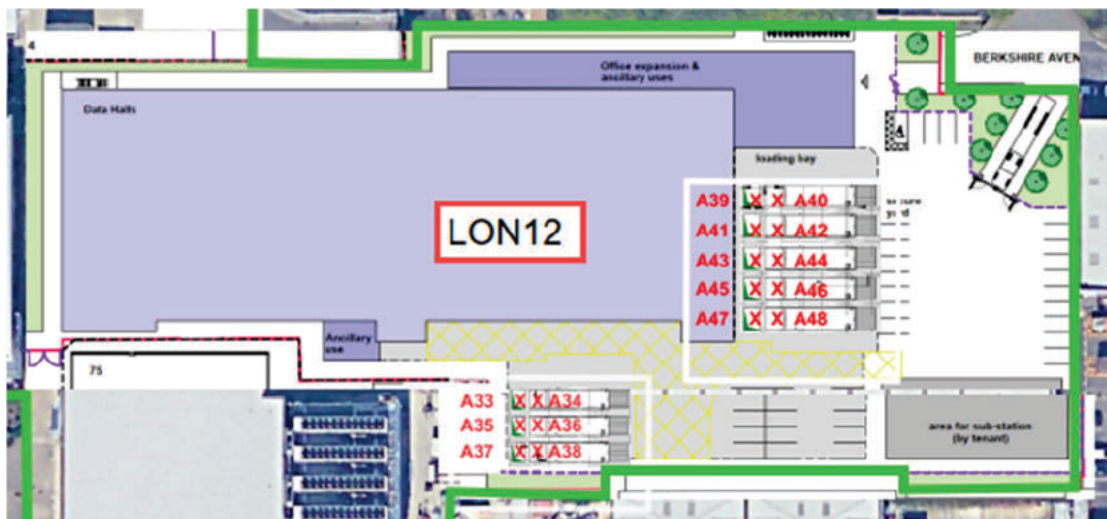 4
Office expansion &
ancillary uses
BERKSHIRE AVEN
Data Halls
A
loading bay
A39 X X A40
yard
A41 X X A42
LON12
A43 X X A44
A45 X X A46
A47 X X A48
Ancillary
use
75
A33 X X A34
A35 X X A36
A37 X X A38
area for sub-station
(by tenant)